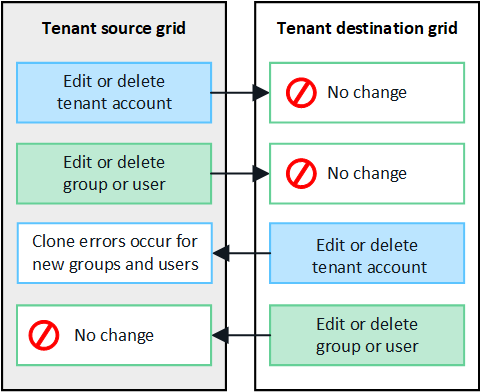 Tenant source grid
Edit or delete
tenant account
Edit or delete
group or user
Clone errors occur for
new groups and users
No change
Tenant destination grid
No change
No change
Edit or delete
tenant account
Edit or delete
group or user